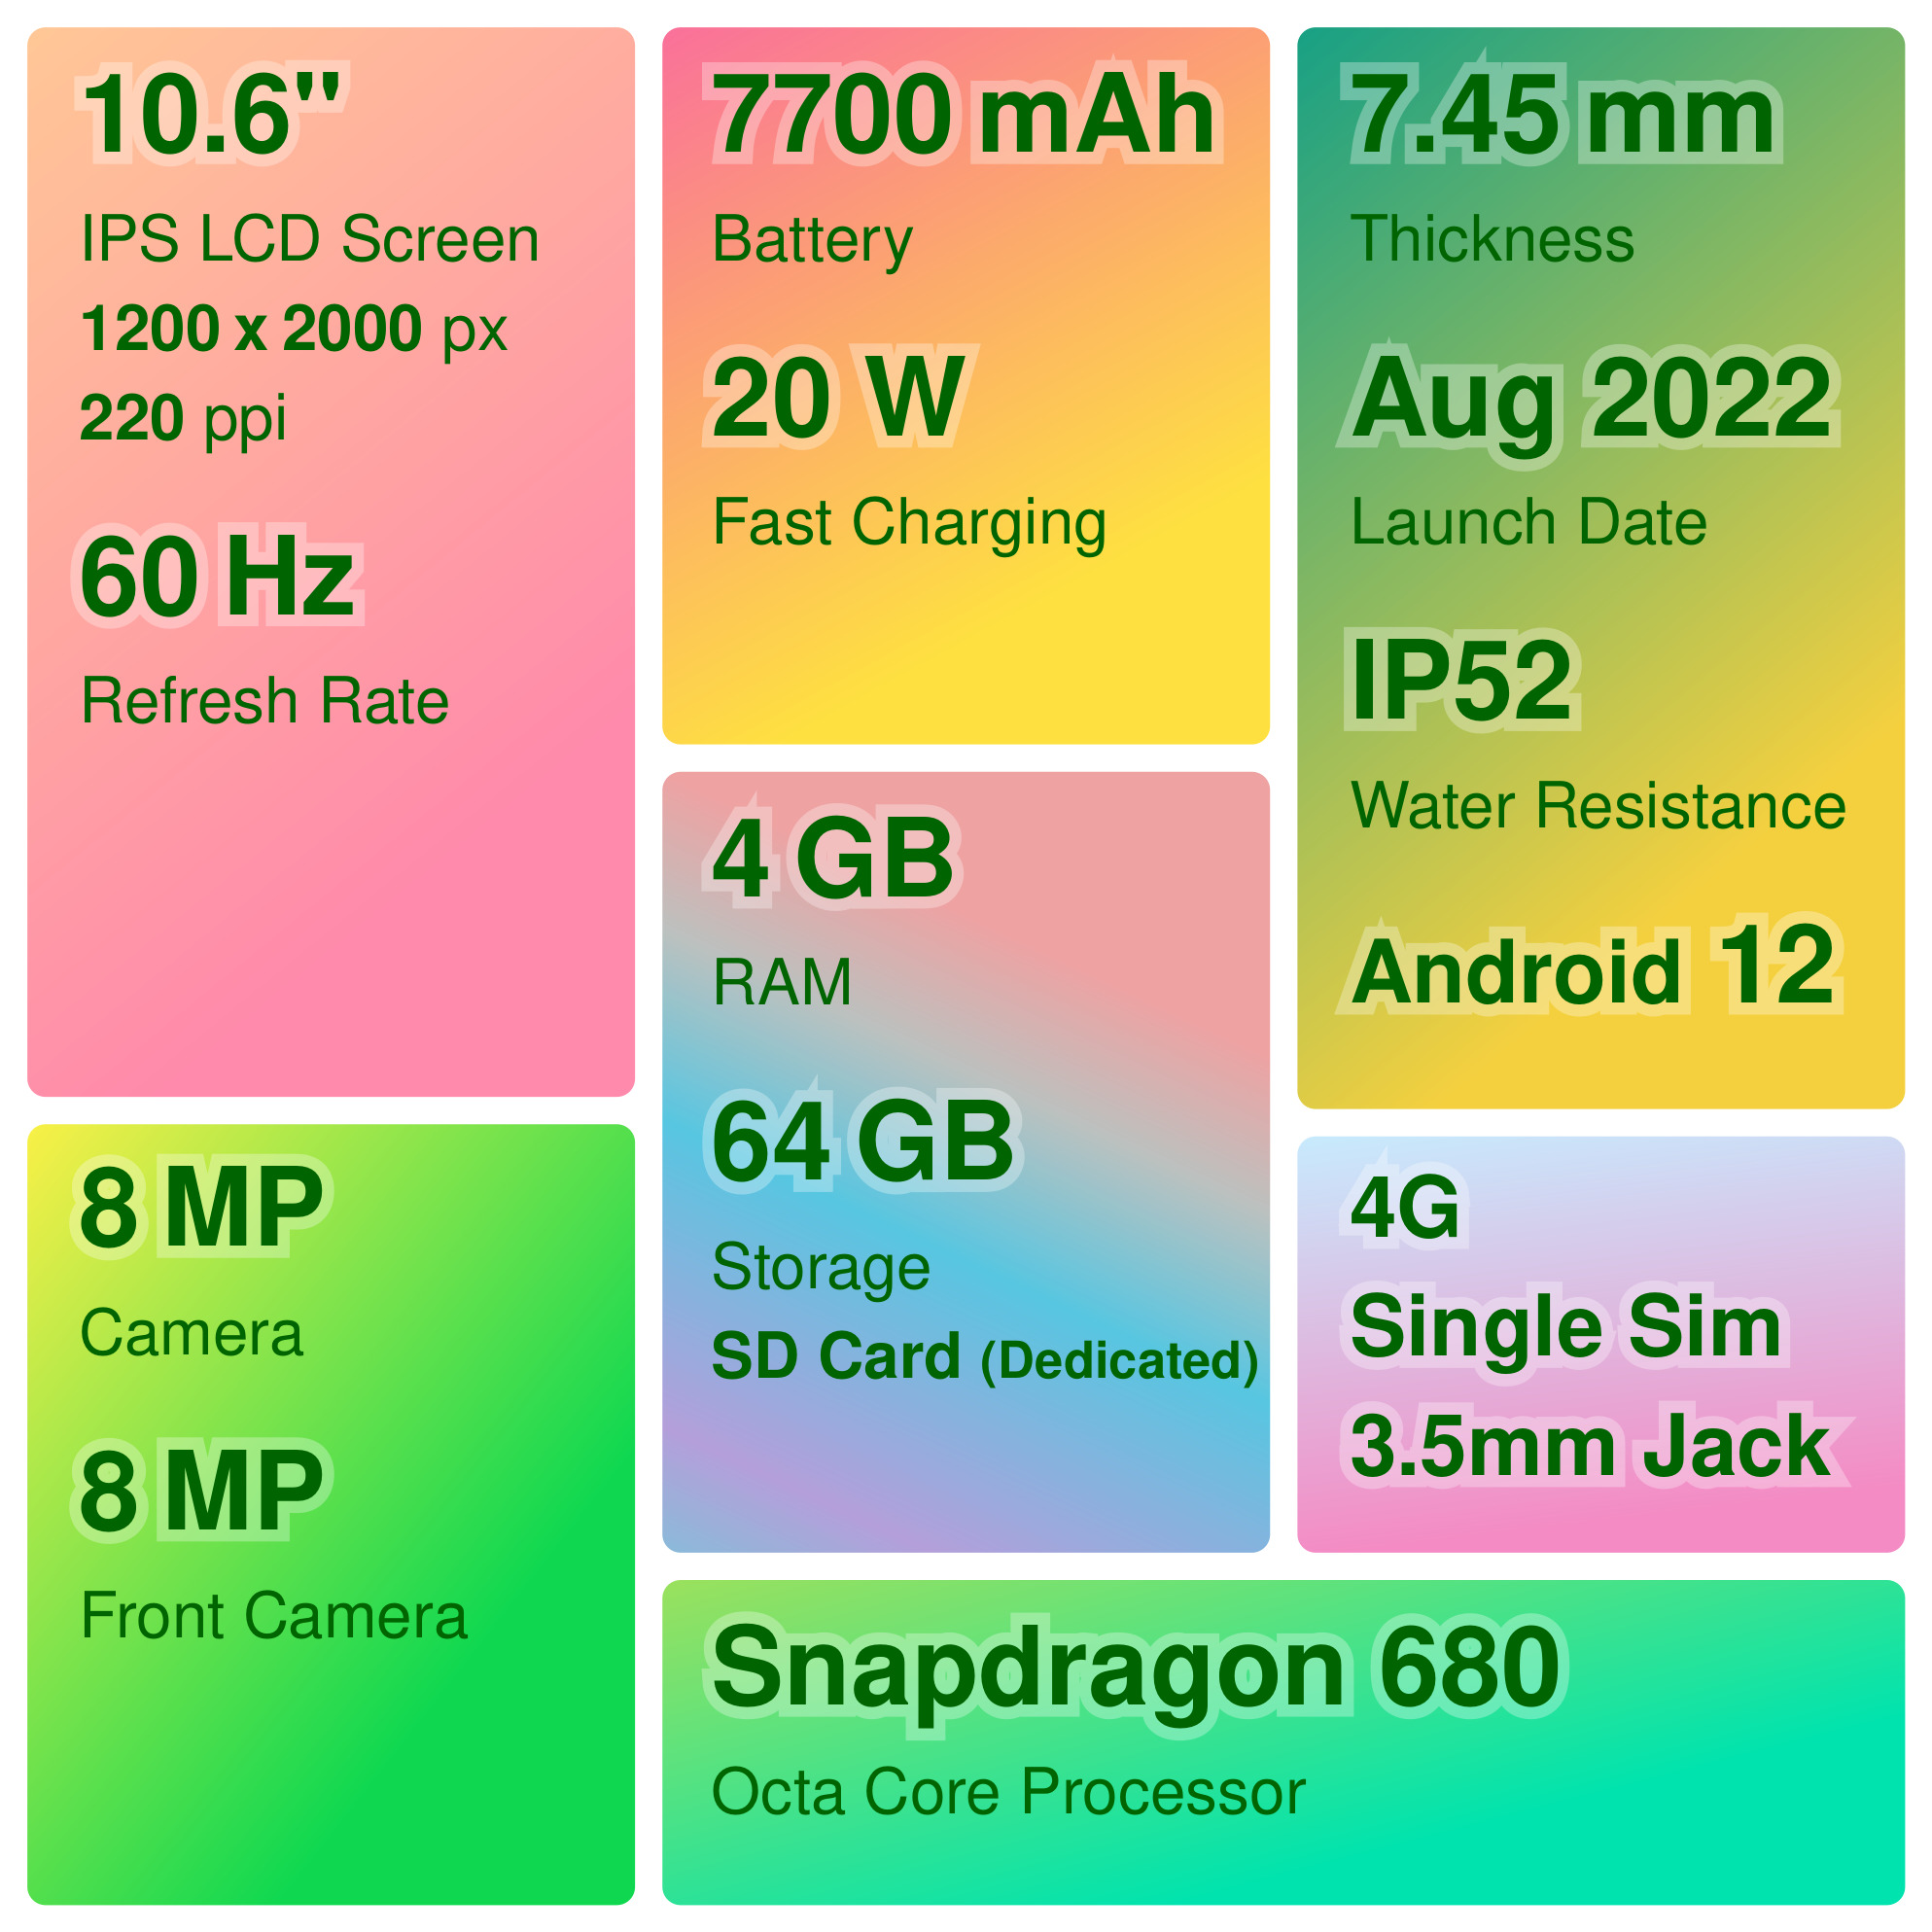 10.6"
IPS LCD Screen
1200 x 2000 px
220 ppi
60 Hz
Refresh Rate
8 MP
Camera
8 MP
Front Camera
7700 mAh
Battery
20 W
Fast Charging
4 GB
RAM
64 GB
Storage
SD Card (Dedicated)
7.45 mm
Thickness
Aug 2022
Launch Date
IP52
Water Resistance
Android 12
4G
Single Sim
3.5mm Jack
Snapdragon 680
Octa Core Processor